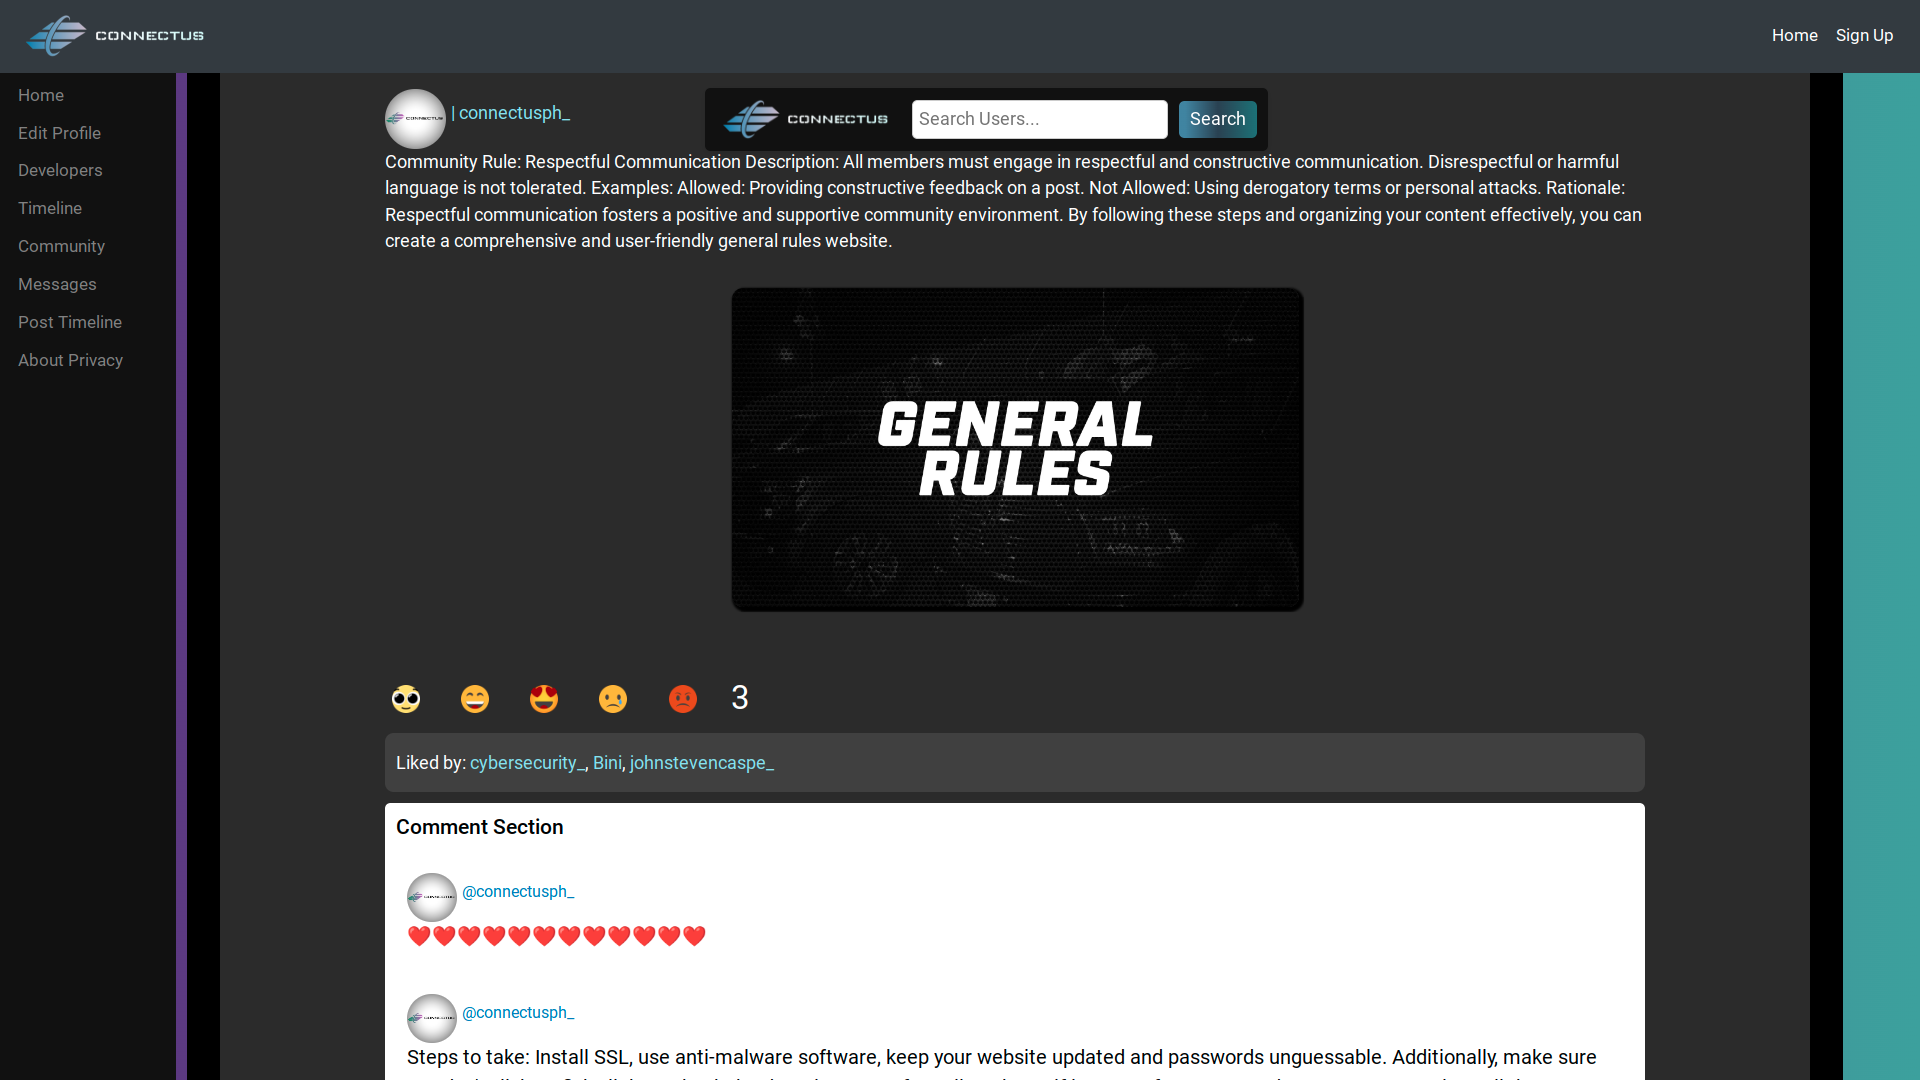 CONNECTUS
Home Sign Up
Home
Edit Profile
Developers
Timeline
Community
Messages
Post Timeline
About Privacy
| connectusph_
CONNECTUS
Search Users...
Search
Community Rule: Respectful Communication Description: All members must engage in respectful and constructive communication. Disrespectful or harmful
language is not tolerated. Examples: Allowed: Providing constructive feedback on a post. Not Allowed: Using derogatory terms or personal attacks. Rationale:
Respectful communication fosters a positive and supportive community environment. By following these steps and organizing your content effectively, you can
create a comprehensive and user-friendly general rules website.
GENERAL
RULES
3
Liked by: cybersecurity_, Bini, johnstevencaspe_
Comment Section
@connectusph_
❤️❤️❤️❤️❤️❤️❤️❤️❤️❤️❤️❤️
@connectusph_
Steps to take: Install SSL, use anti-malware software, keep your website updated and passwords unguessable. Additionally, make sure